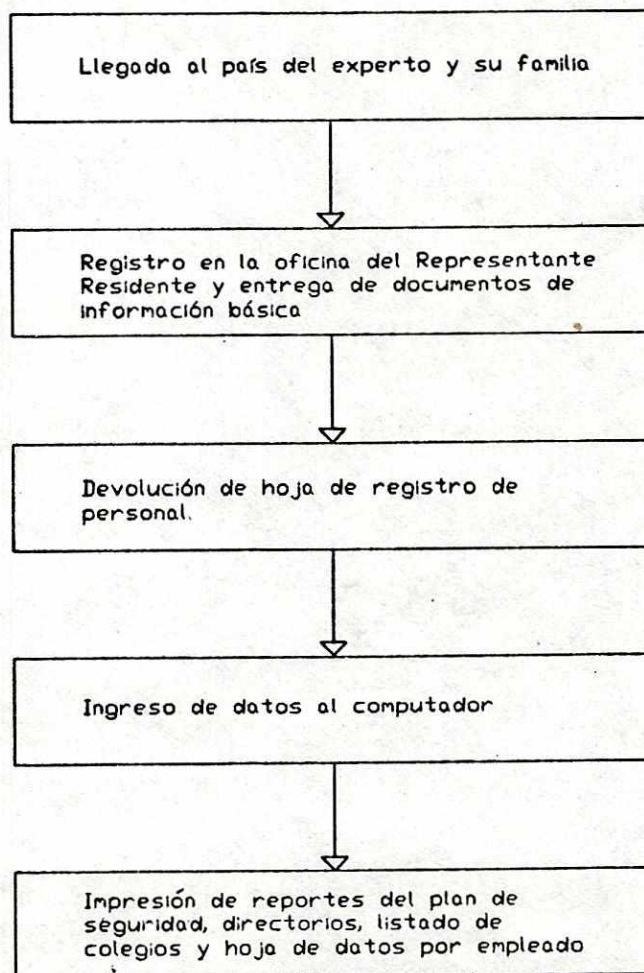 Llegada al país del experto y su familia
Registro en la oficina del Representante
Residente y entrega de documentos de
información básica
Devolución de hoja de registro de
personal.
Ingreso de datos al computador
Impresión de reportes del plan de
seguridad, directorios, listado de
colegios y hoja de datos por empleado